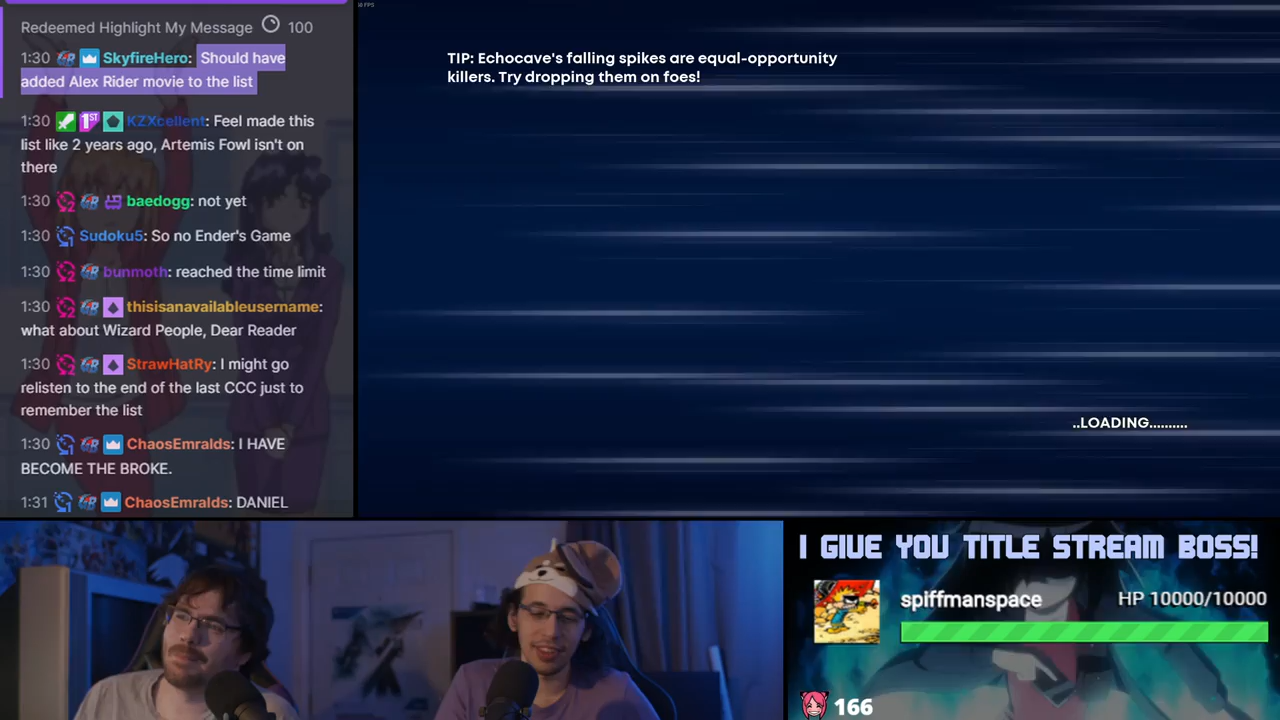 Redeemed Highlight My Message 100
1:30 SkyfireHero: Should have
added Alex Rider movie to the list
1:30 1ST KZXcellent: Feel made this
list like 2 years ago, Artemis Fowl isn't on
there
1:30 baedogg: not yet
1:30 Sudoku5: So no Ender's Game
1:30 bunmoth: reached the time limit
1:30 thisisanavailableusername:
what about Wizard People, Dear Reader
1:30 StrawHatRy: I might go
relisten to the end of the last CCC just to
remember the list
1:30 ChaosEmralds: I HAVE
BECOME THE BROKE.
1:31 ChaosEmralds: DANIEL
TIP: Echocave's falling spikes are equal-opportunity
killers. Try dropping them on foes!
..LOADING..........
I GIVE YOU TITLE STREAM BOSS!
spiffmanspace HP 10000/10000
166